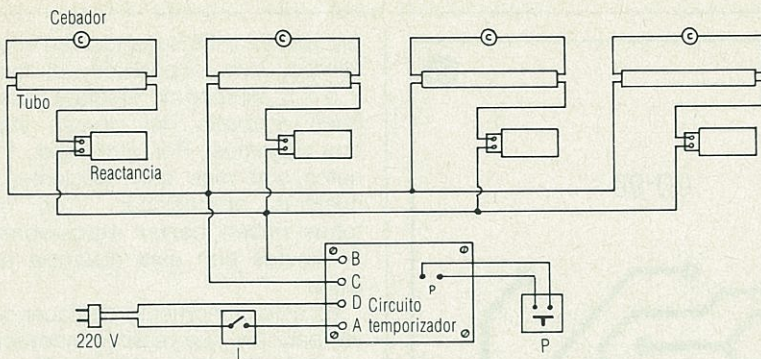 Cebador
C
C
C
C
Tubo
Reactancia
B
C
P
D Circuito
A temporizador
220 V
I
P